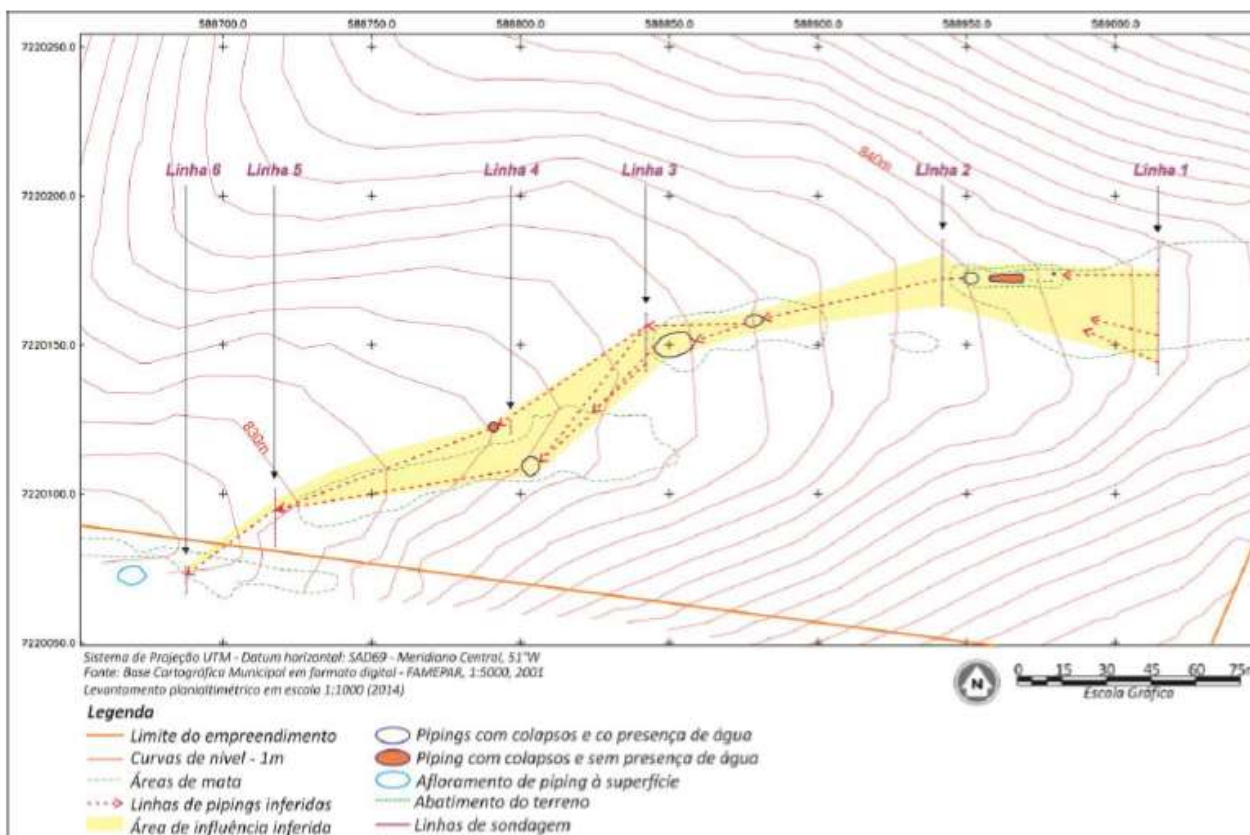 588700.0 588750.0 588800.0 588850.0 588900.0 588950.0 589000.0
7220250.0
840m
Linha 6 Linha 5 Linha 4 Linha 3 Linha 2 Linha 1
7220200.0
7220150.0
830m
7220100.0
7220050.0
Sistema de Projeção UTM - Datum horizontal: SAD69 - Meridiano Central, 51°W
Fonte: Base Cartográfica Municipal em formato digital - FAMEPAR, 1:5000, 2001
Levantamento planialtimétrico em escala 1:1000 (2014)
N
0 15 30 45 60 75m
Escala Gráfica
Legenda
Limite do empreendimento
Curvas de nível - 1m
Áreas de mata
Linhas de pipings inferidas
Área de influência inferida
Pipings com colapsos e co presença de água
Piping com colapsos e sem presença de água
Afloramento de piping à superfície
Abatimento do terreno
Linhas de sondagem